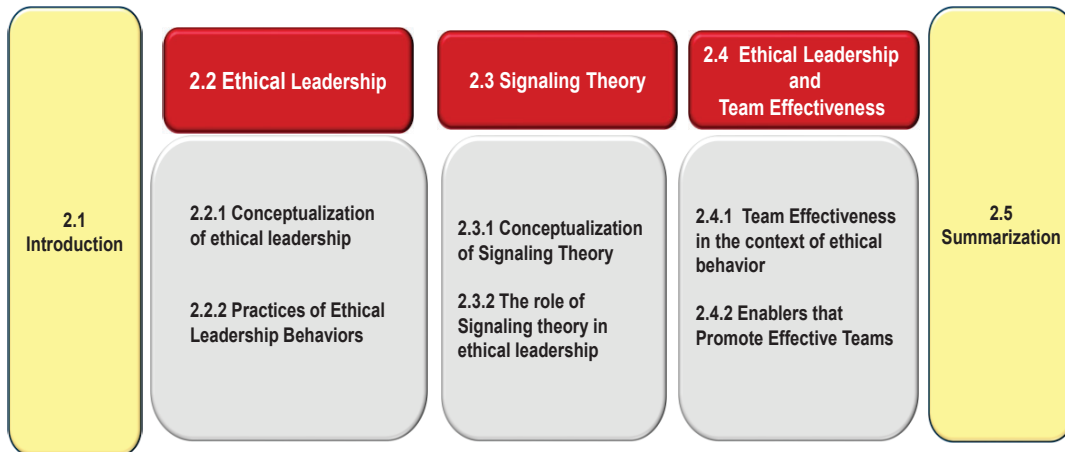 2.1
Introduction
2.2 Ethical Leadership
2.2.1 Conceptualization
of ethical leadership
2.2.2 Practices of Ethical
Leadership Behaviors
2.3 Signaling Theory
2.3.1 Conceptualization
of Signaling Theory
2.3.2 The role of
Signaling theory in
ethical leadership
2.4 Ethical Leadership
and
Team Effectiveness
2.4.1 Team Effectiveness
in the context of ethical
behavior
2.4.2 Enablers that
Promote Effective Teams
2.5
Summarization